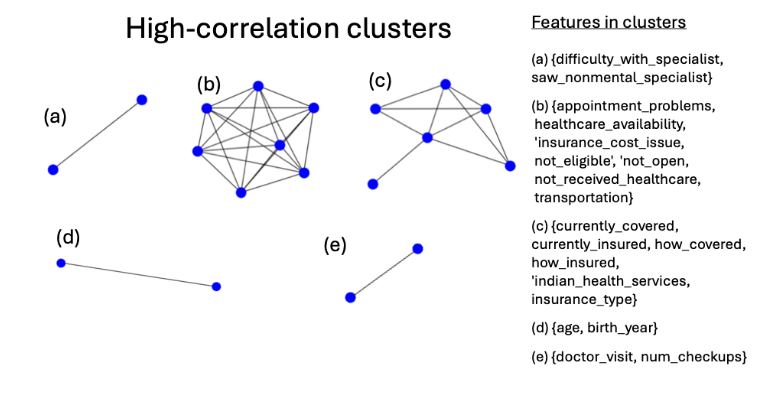 High-correlation clusters
(a)
(b)
(c)
(d)
(e)
Features in clusters
(a) {difficulty_with_specialist,
saw_nonmental_specialist}
(b) {appointment_problems,
healthcare_availability,
'insurance_cost_issue,
not_eligible', 'not_open,
not_received_healthcare,
transportation}
(c) {currently_covered,
currently_insured, how_covered,
how_insured,
'indian_health_services,
insurance_type}
(d) {age, birth_year}
(e) {doctor_visit, num_checkups}